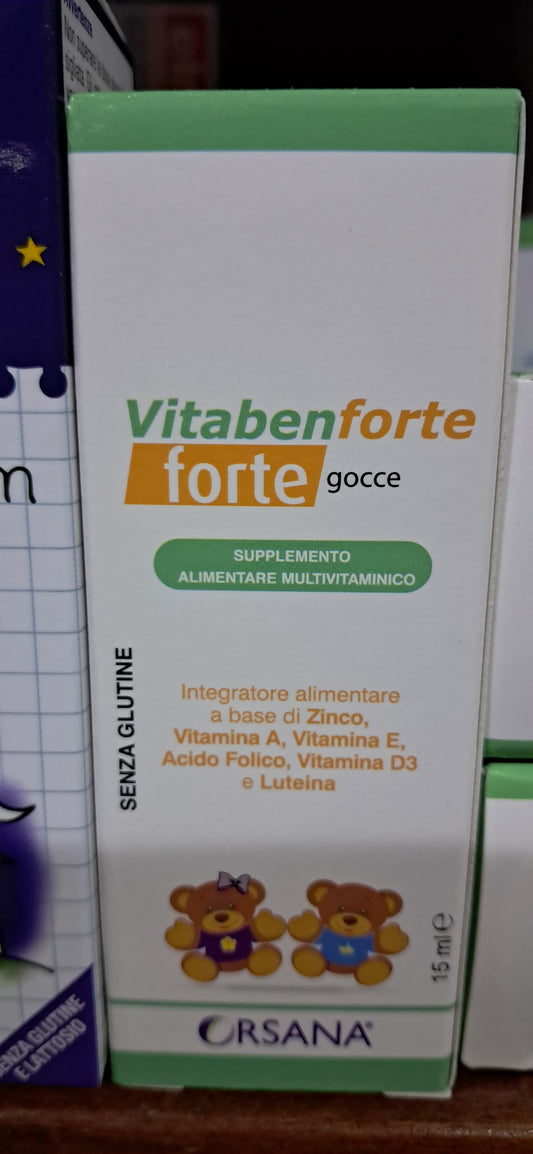 Avvertenze
Vitabenforte
forte gocce
SUPPLEMENTO
ALIMENTARE MULTIVITAMINICO
SENZA GLUTINE
Integratore alimentare
a base di Zinco,
Vitamina A, Vitamina E,
Acido Folico, Vitamina D3
e Luteina
15 ml e
ORSANA®
m
SENZA GLUTINE
E LATTOSIO